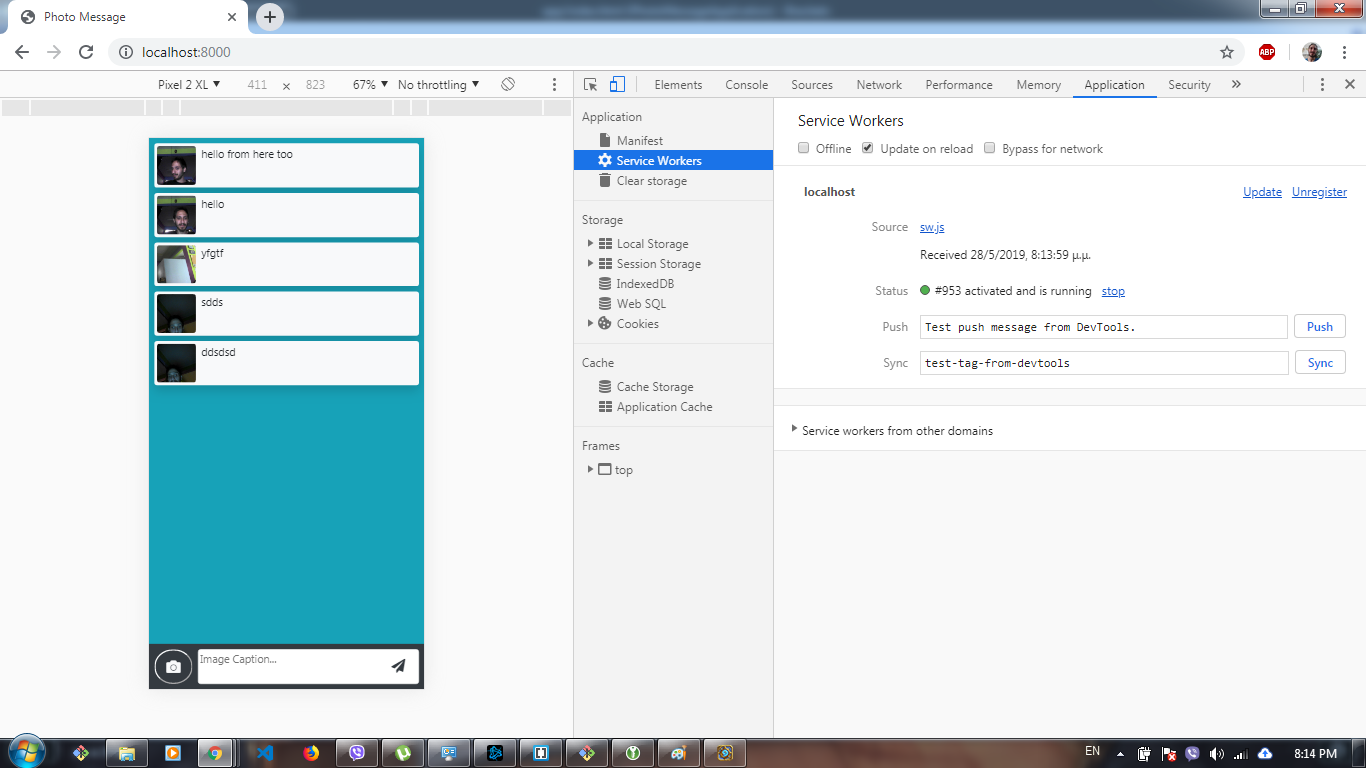 Photo Message
localhost:8000
ABP
Pixel 2 XL 411 × 823 67% No throttling
Elements Console Sources Network Performance Memory Application Security
Application
Manifest
Service Workers
Clear storage
Storage
Local Storage
Session Storage
IndexedDB
Web SQL
Cookies
Cache
Cache Storage
Application Cache
Frames
top
Service Workers
Offline Update on reload Bypass for network
localhost Update Unregister
Source sw.js
Received 28/5/2019, 8:13:59 μ.μ.
Status #953 activated and is running stop
Push Test push message from DevTools. Push
Sync test-tag-from-devtools Sync
Service workers from other domains
hello from here too
hello
yfgtf
sdds
ddsdsd
Image Caption...
EN 8:14 PM